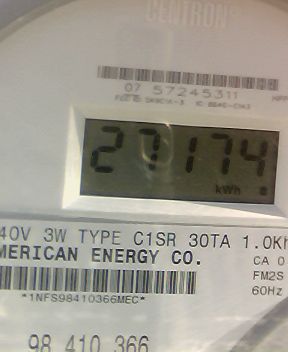 CENTRON®
07 57245311
27174
kWh
40V 3W TYPE C1SR 30TA 1.0Kh
MERICAN ENERGY CO.
CA 0
FM2S
60Hz
*1NFS98410366MEC*
98 410 366